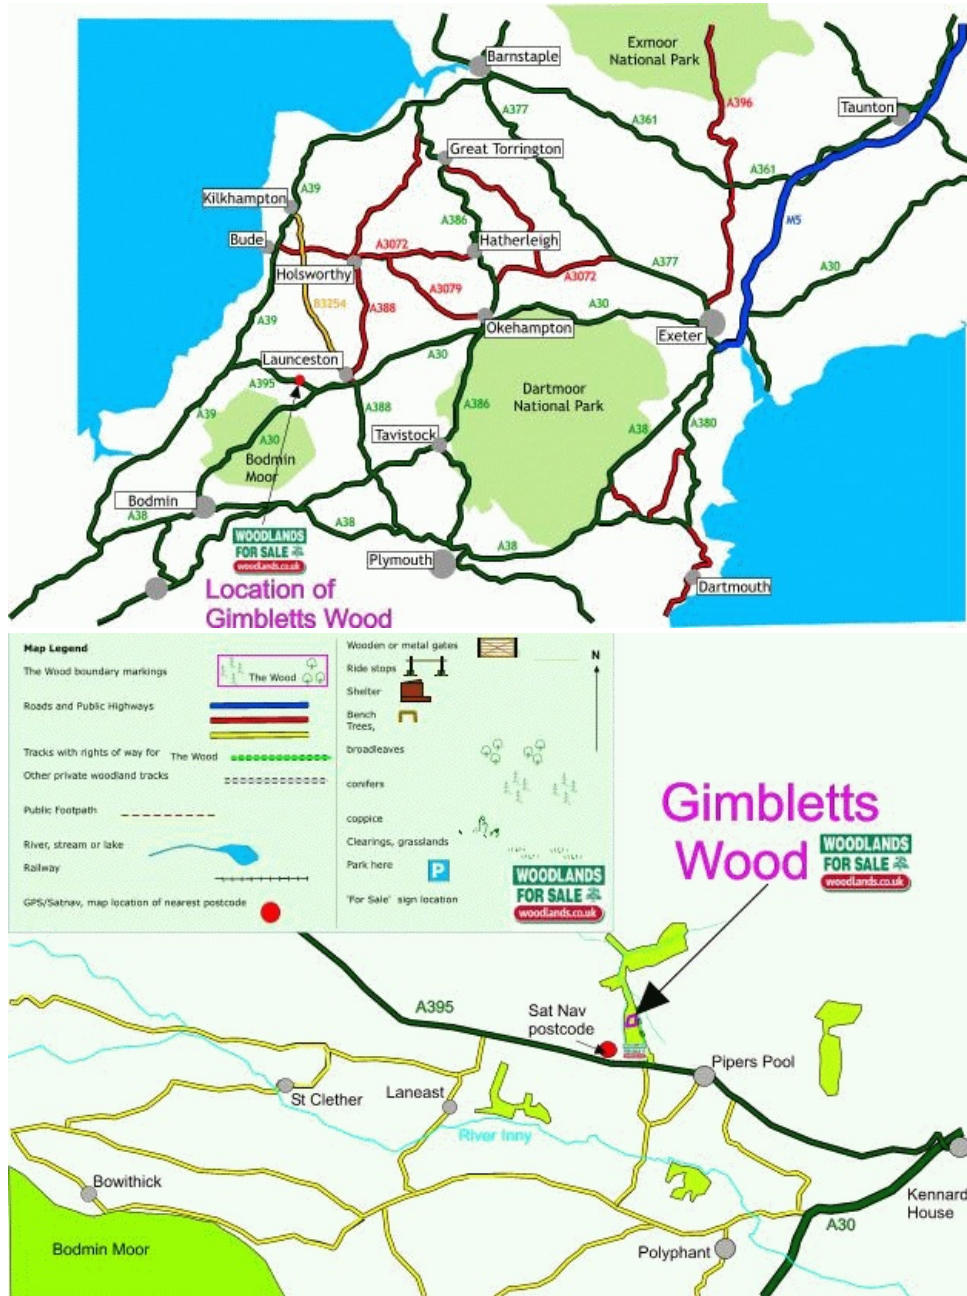 Exmoor
National Park
Barnstaple
A377
A361
A396
Taunton
Great Torrington
A361
A39
Kilkhampton
A386
M5
Bude
A3072
Hatherleigh
A377
A30
Holsworthy
A3072
B3254
A388
A3079
A30
A39
Okehampton
Exeter
Launceston
A30
A395
Dartmoor
National Park
A39
A388
A386
A30
Tavistock
A38
A380
Bodmin
Moor
Bodmin
A38
A38
WOODLANDS
FOR SALE
woodlands.co.uk
Plymouth
A38
Dartmouth
Location of
Gimbletts Wood
Map Legend
The Wood boundary markings
The Wood
Roads and Public Highways
Tracks with rights of way for The Wood
Other private woodland tracks
Public Footpath
River, stream or lake
Railway
GPS/Satnav, map location of nearest postcode
Wooden or metal gates
Ride stops
Shelter
Bench
Trees,
broadleaves
conifers
coppice
Clearings, grasslands
Park here
P
'For Sale' sign location
WOODLANDS
FOR SALE
woodlands.co.uk
N
Gimbletts
Wood
WOODLANDS
FOR SALE
woodlands.co.uk
A395
Sat Nav
postcode
Pipers Pool
St Clether
Laneast
River Inny
Bowithick
Kennard
House
A30
Bodmin Moor
Polyphant